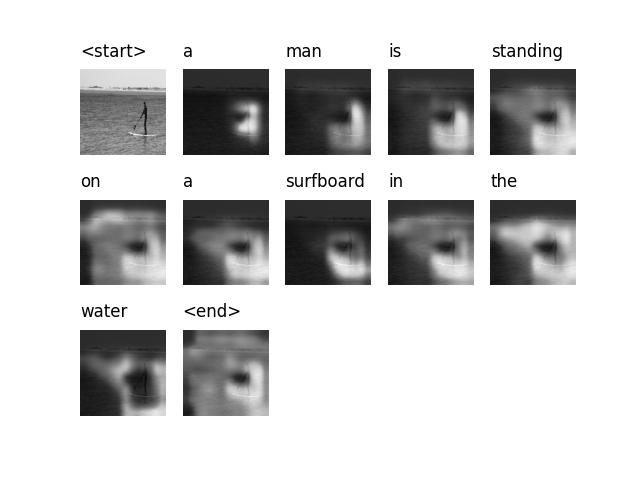 <start> a man is standing
on a surfboard in the
water <end>